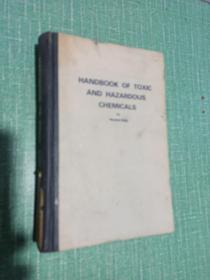 HANDBOOK OF TOXIC
AND HAZARDOUS
CHEMICALS